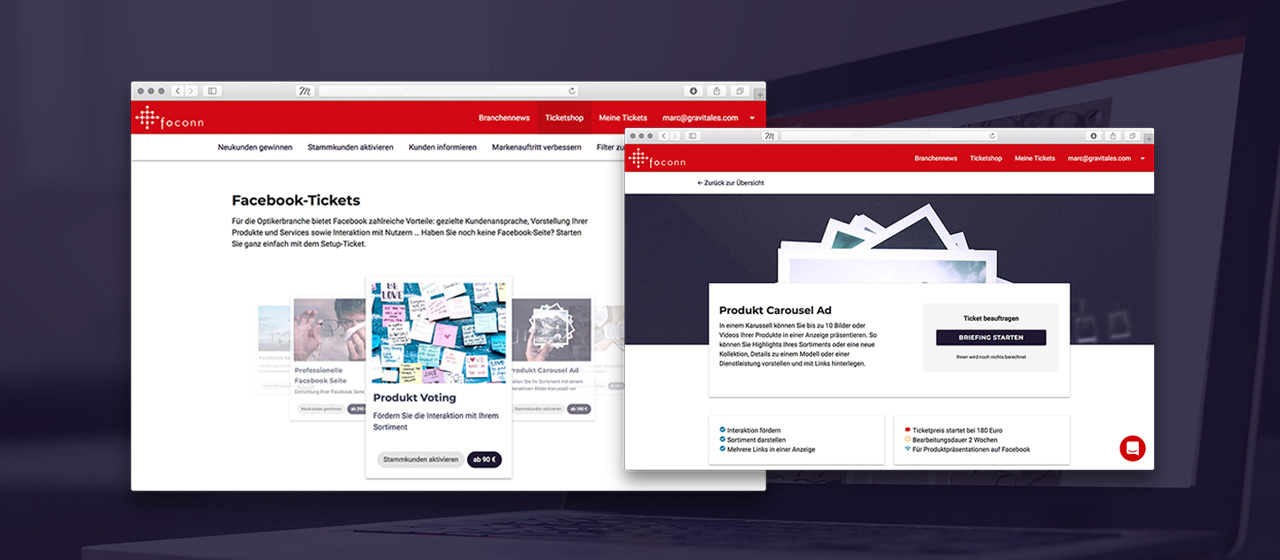 foconn
Branchennews Ticketshop Meine Tickets marc@gravitales.com
Neukunden gewinnen Stammkunden aktivieren Kunden informieren Markenauftritt verbessern Filter zu
Facebook-Tickets
Für die Optikerbranche bietet Facebook zahlreiche Vorteile: gezielte Kundenansprache, Vorstellung Ihrer
Produkte und Services sowie Interaktion mit Nutzern ... Haben Sie noch keine Facebook-Seite? Starten
Sie ganz einfach mit dem Setup-Ticket.
Professionelle
Facebook Seite
Einrichtung Ihrer Facebook Seite
Neukunden gewinnen
BE
LOVE
Produkt Voting
Fördern Sie die Interaktion mit Ihrem
Sortiment
Stammkunden aktivieren ab 90 €
Produkt Carousel Ad
Sie Ihr Sortiment mit einem
interaktiven Bilder-Karussell vor
Stammkunden aktivieren ab 180 €
foconn
Branchennews Ticketshop Meine Tickets marc@gravitales.com
← Zurück zur Übersicht
Produkt Carousel Ad
In einem Karussell können Sie bis zu 10 Bilder oder
Videos Ihrer Produkte in einer Anzeige präsentieren. So
können Sie Highlights Ihres Sortiments oder eine neue
Kollektion, Details zu einem Modell oder einer
Dienstleistung vorstellen und mit Links hinterlegen.
Ticket beauftragen
BRIEFING STARTEN
Ihnen wird noch nichts berechnet
Interaktion fördern
Sortiment darstellen
Mehrere Links in einer Anzeige
Ticketpreis startet bei 180 Euro
Bearbeitungsdauer 2 Wochen
Für Produktpräsentationen auf Facebook